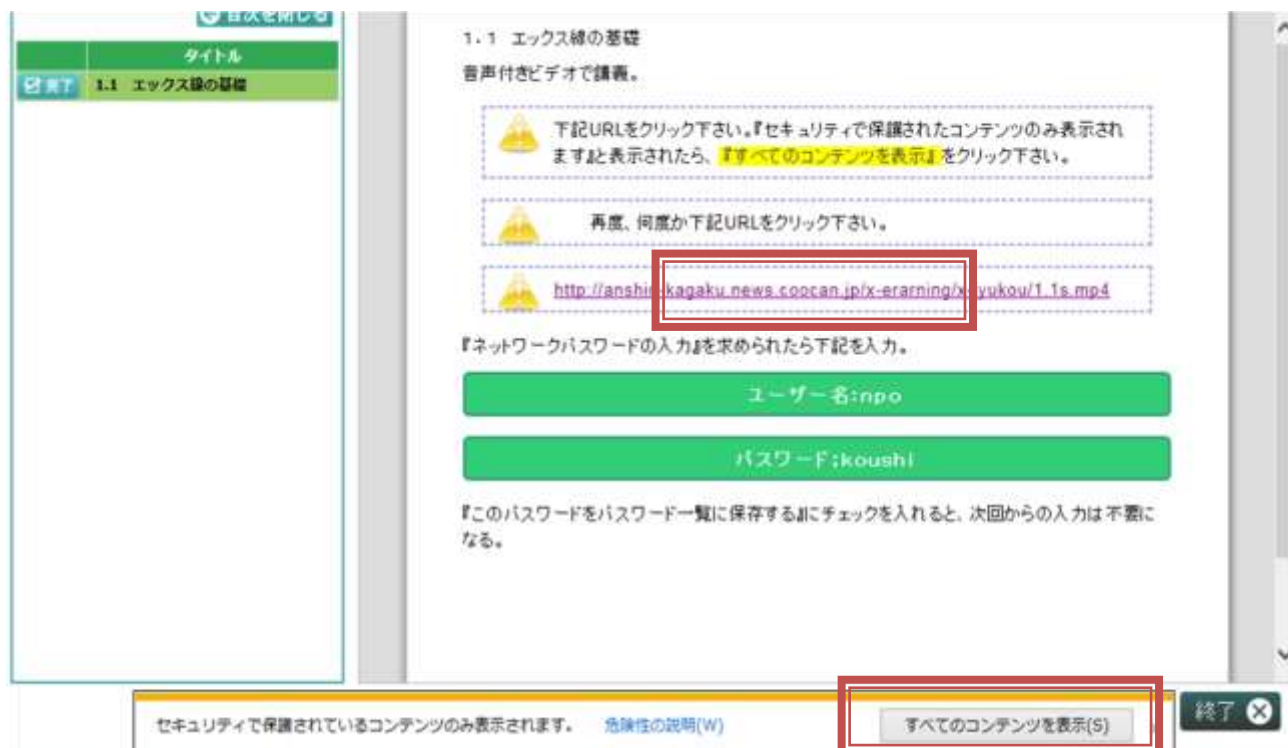 目次を閉じる
タイトル
完了 1.1 エックス線の基礎
1.1 エックス線の基礎
音声付きビデオで講義。
下記URLをクリック下さい。『セキュリティで保護されたコンテンツのみ表示され
ます』と表示されたら、『すべてのコンテンツを表示』をクリック下さい。
再度、何度か下記URLをクリック下さい。
kagaku.news.coocan.jp/x-erarning/
yukou/1.1s.mp4
『ネットワークパスワードの入力』を求められたら下記を入力。
ユーザー名:npo
パスワード:koushi
『このパスワードをパスワード一覧に保存する』にチェックを入れると、次回からの入力は不要に
なる。
セキュリティで保護されているコンテンツのみ表示されます。 危険性の説明(W) すべてのコンテンツを表示(S)
終了